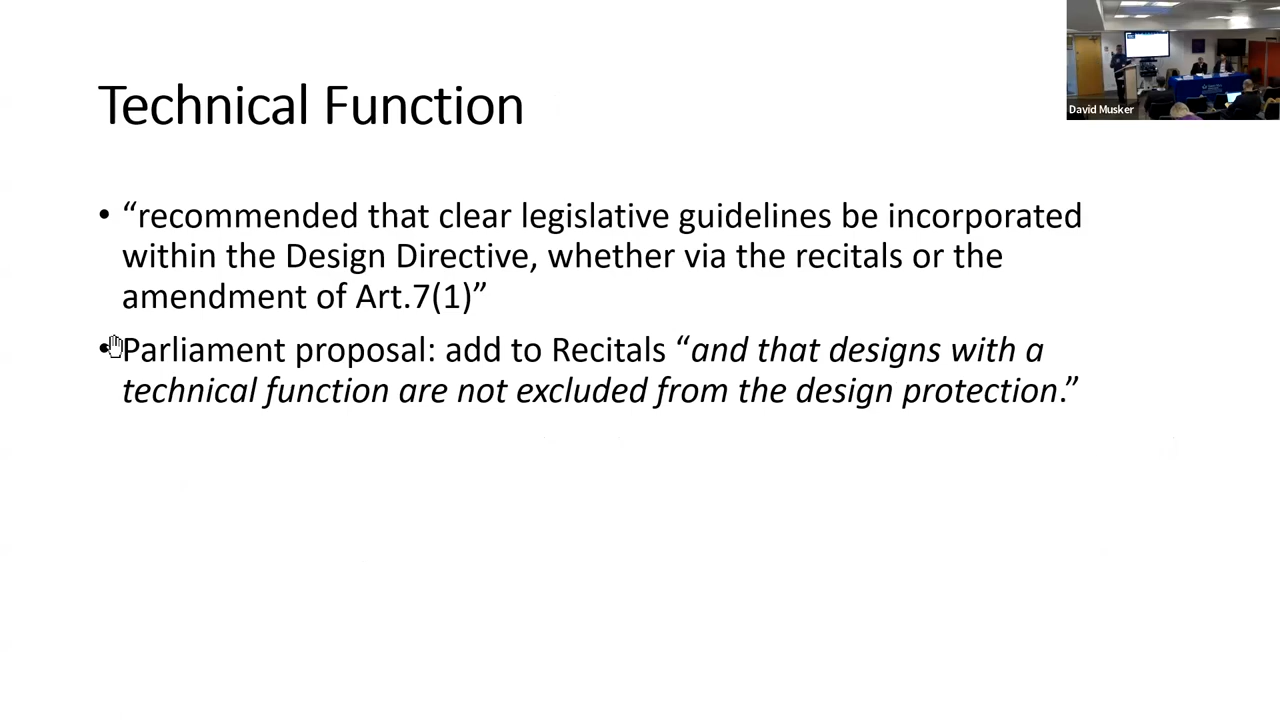 Technical Function
David Musker
• “recommended that clear legislative guidelines be incorporated
within the Design Directive, whether via the recitals or the
amendment of Art.7(1)”
• Parliament proposal: add to Recitals “and that designs with a
technical function are not excluded from the design protection.”